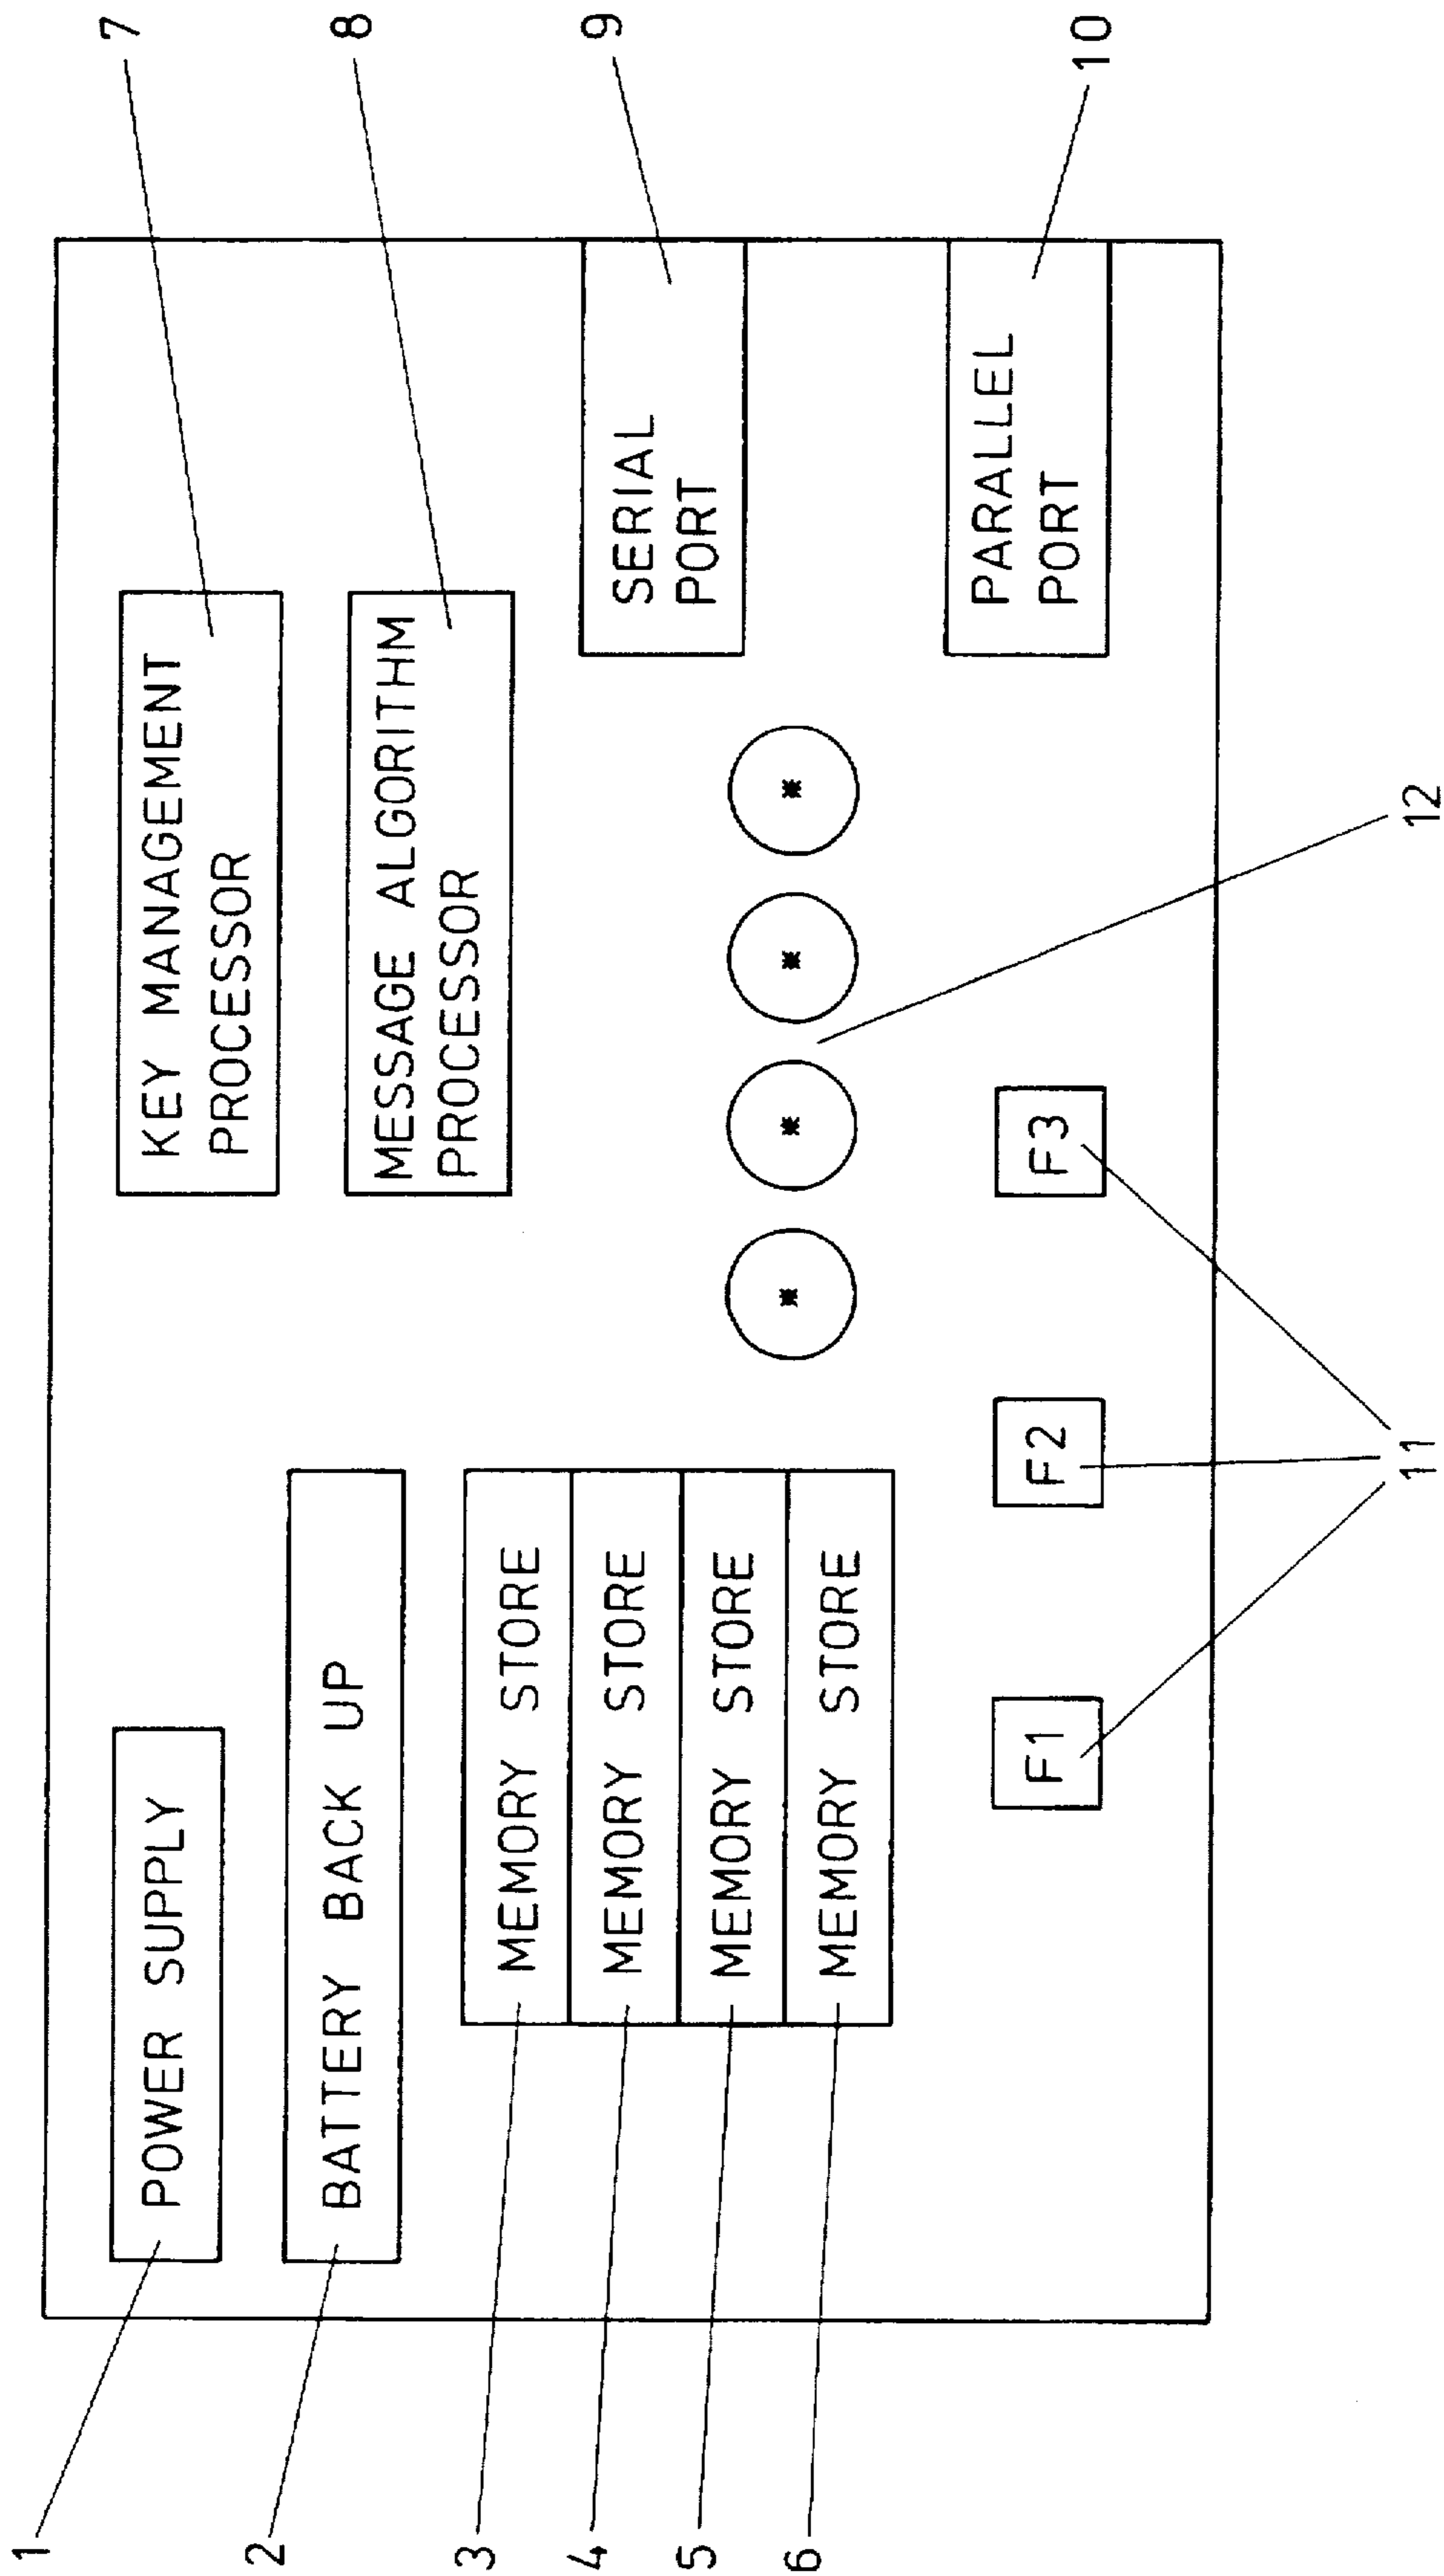 1
POWER SUPPLY
2
BATTERY BACK UP
3
MEMORY STORE
4
MEMORY STORE
5
MEMORY STORE
6
MEMORY STORE
KEY MANAGEMENT
PROCESSOR
7
MESSAGE ALGORITHM
PROCESSOR
8
SERIAL
PORT
9
PARALLEL
PORT
10
* * * *
12
F1 F2 F3
11